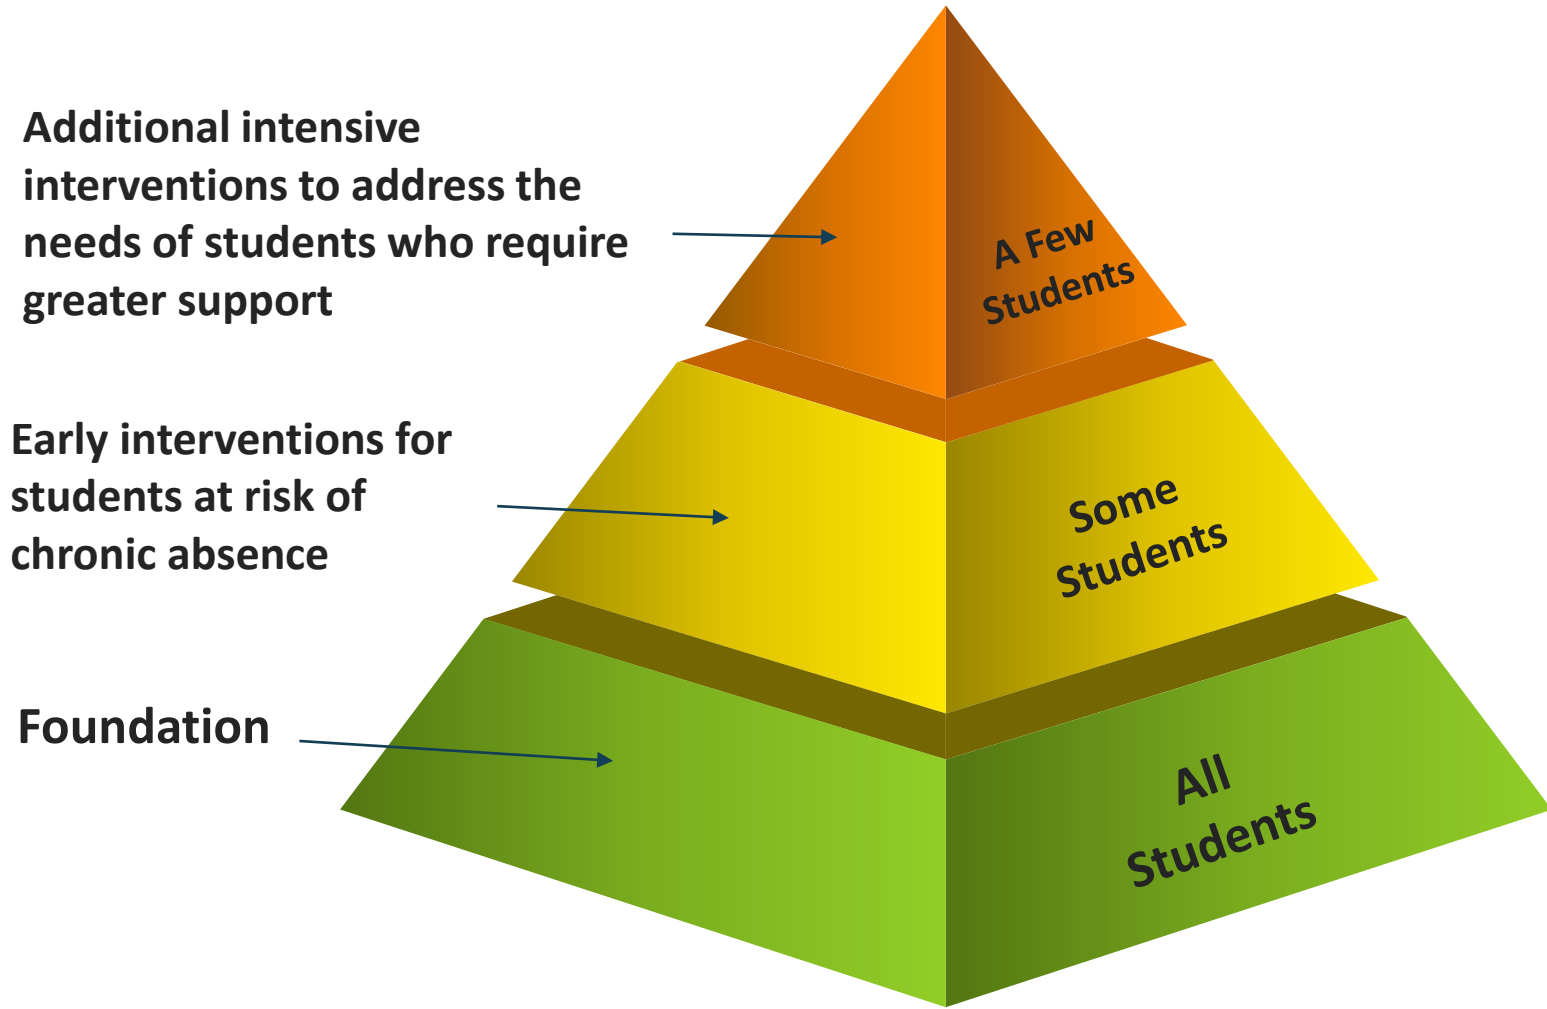 Additional intensive
interventions to address the
needs of students who require
greater support
A Few
Students
Early interventions for
students at risk of
chronic absence
Some
Students
Foundation
All
Students